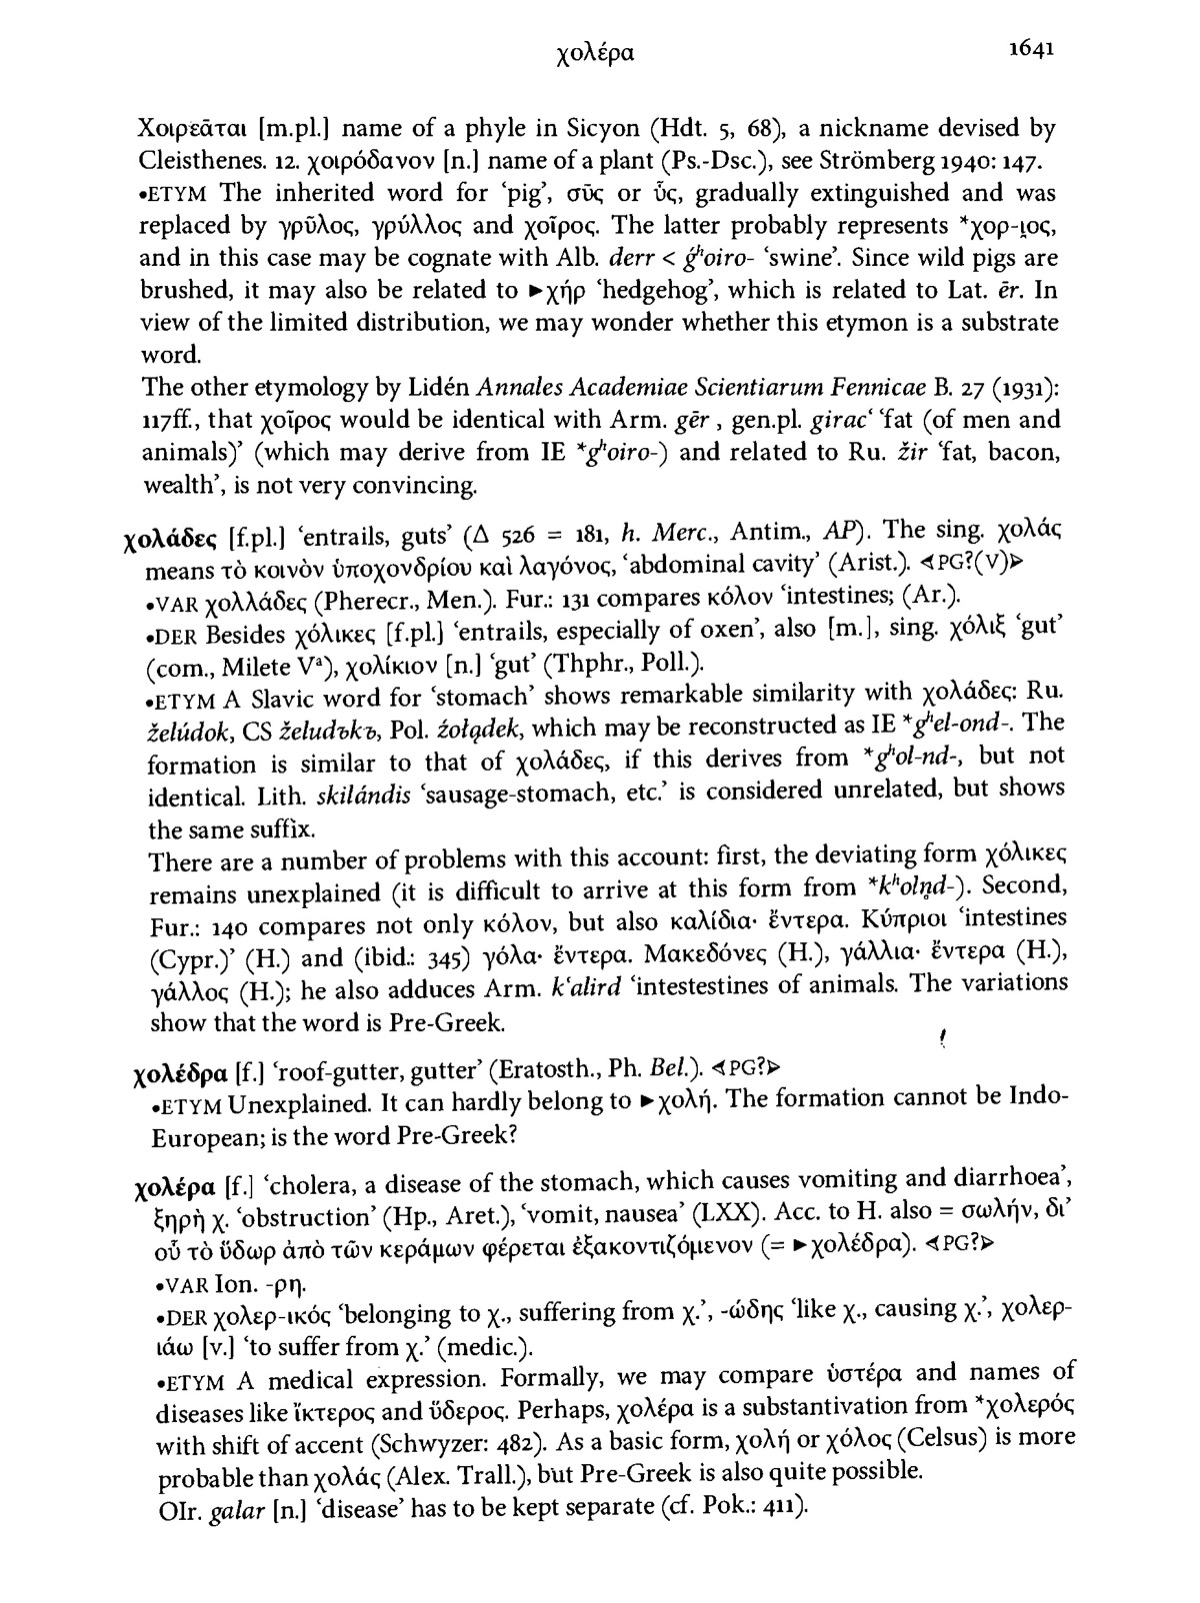 χολέρα 1641
Χοιρεᾶται [m.pl.] name of a phyle in Sicyon (Hdt. 5, 68), a nickname devised by
Cleisthenes. 12. χοιρόδανον [n.] name of a plant (Ps.-Dsc.), see Strömberg 1940: 147.
•ETYM The inherited word for ‘pig’, σῦς or ὗς, gradually extinguished and was
replaced by γρῦλος, γρύλλος and χοῖρος. The latter probably represents *χορ-ι̯ος,
and in this case may be cognate with Alb. derr < ǵʰoiro- ‘swine’. Since wild pigs are
brushed, it may also be related to ►χήρ ‘hedgehog’, which is related to Lat. ēr. In
view of the limited distribution, we may wonder whether this etymon is a substrate
word.
The other etymology by Lidén Annales Academiae Scientiarum Fennicae B. 27 (1931):
117ff., that χοῖρος would be identical with Arm. gēr , gen.pl. girac‘ ‘fat (of men and
animals)’ (which may derive from IE *gʰoiro-) and related to Ru. žir ‘fat, bacon,
wealth’, is not very convincing.
χολάδες [f.pl.] ‘entrails, guts’ (Δ 526 = 181, h. Merc., Antim., AP). The sing. χολάς
means τὸ κοινὸν ὑποχονδρίου καὶ λαγόνος, ‘abdominal cavity’ (Arist.). ⋖PG?(V)⋗
•VAR χολλάδες (Pherecr., Men.). Fur.: 131 compares κόλον ‘intestines; (Ar.).
•DER Besides χόλικες [f.pl.] ‘entrails, especially of oxen’, also [m.], sing. χόλιξ ‘gut’
(com., Milete Vᵃ), χολίκιον [n.] ‘gut’ (Thphr., Poll.).
•ETYM A Slavic word for ‘stomach’ shows remarkable similarity with χολάδες: Ru.
želúdok, CS želudъkъ, Pol. żołądek, which may be reconstructed as IE *gʰel-ond-. The
formation is similar to that of χολάδες, if this derives from *gʰol-nd-, but not
identical. Lith. skilándis ‘sausage-stomach, etc.’ is considered unrelated, but shows
the same suffix.
There are a number of problems with this account: first, the deviating form χόλικες
remains unexplained (it is difficult to arrive at this form from *kʰoln̥d-). Second,
Fur.: 140 compares not only κόλον, but also καλίδια· ἔντερα. Κύπριοι ‘intestines
(Cypr.)’ (H.) and (ibid.: 345) γόλα· ἔντερα. Μακεδόνες (H.), γάλλια· ἔντερα (H.),
γάλλος (H.); he also adduces Arm. k‘alird ‘intestestines of animals. The variations
show that the word is Pre-Greek.
χολέδρα [f.] ‘roof-gutter, gutter’ (Eratosth., Ph. Bel.). ⋖PG?⋗
•ETYM Unexplained. It can hardly belong to ►χολή. The formation cannot be Indo-
European; is the word Pre-Greek?
χολέρα [f.] ‘cholera, a disease of the stomach, which causes vomiting and diarrhoea’,
ξηρὴ χ. ‘obstruction’ (Hp., Aret.), ‘vomit, nausea’ (LXX). Acc. to H. also = σωλήν, δι’
οὗ τὸ ὕδωρ ἀπὸ τῶν κεράμων φέρεται ἐξακοντιζόμενον (= ►χολέδρα). ⋖PG?⋗
•VAR Ion. -ρη.
•DER χολερ-ικός ‘belonging to χ., suffering from χ.’, -ώδης ‘like χ., causing χ.’, χολερ-
ιάω [v.] ‘to suffer from χ.’ (medic.).
•ETYM A medical expression. Formally, we may compare ὑστέρα and names of
diseases like ἴκτερος and ὕδερος. Perhaps, χολέρα is a substantivation from *χολερός
with shift of accent (Schwyzer: 482). As a basic form, χολή or χόλος (Celsus) is more
probable than χολάς (Alex. Trall.), but Pre-Greek is also quite possible.
OIr. galar [n.] ‘disease’ has to be kept separate (cf. Pok.: 411).